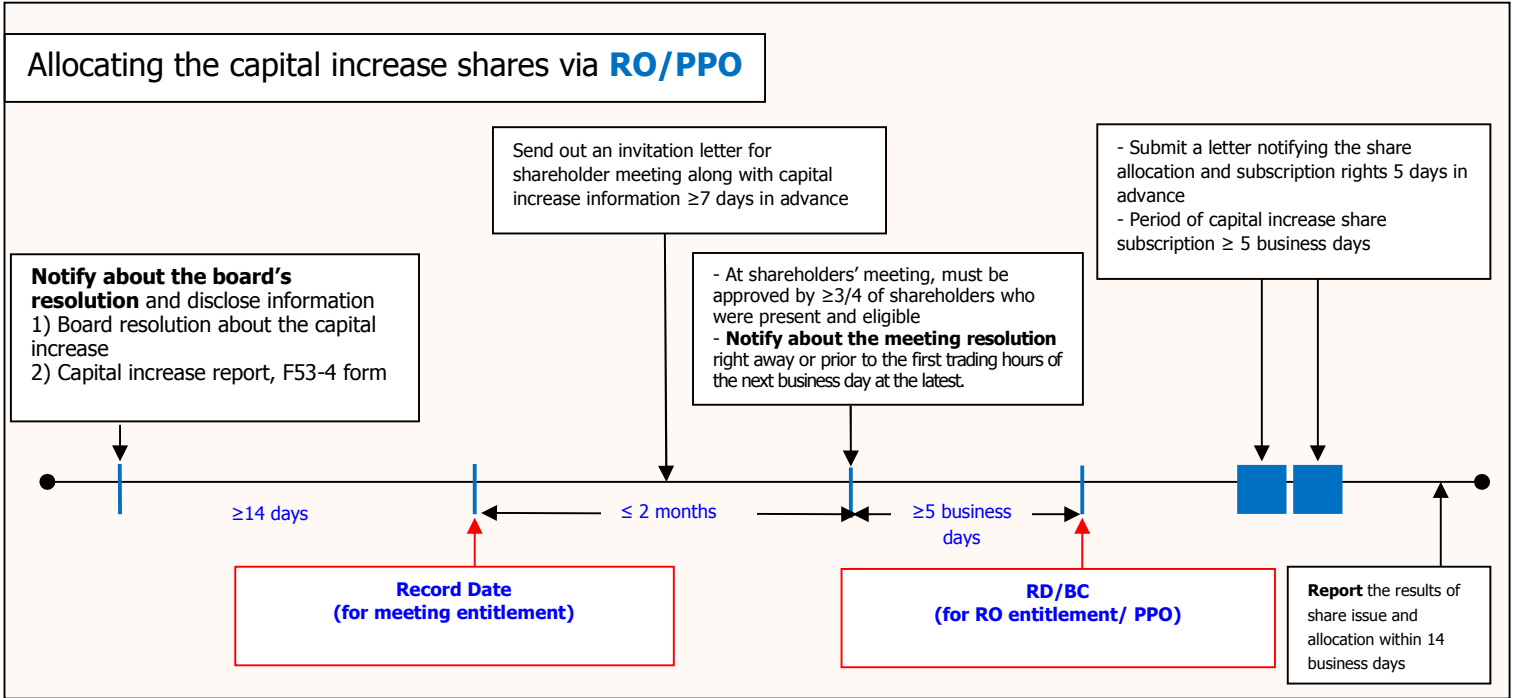 Allocating the capital increase shares via RO/PPO
Send out an invitation letter for
shareholder meeting along with capital
increase information ≥7 days in advance
- Submit a letter notifying the share
allocation and subscription rights 5 days in
advance
- Period of capital increase share
subscription ≥ 5 business days
Notify about the board's
resolution and disclose information
1) Board resolution about the capital
increase
2) Capital increase report, F53-4 form
- At shareholders' meeting, must be
approved by ≥3/4 of shareholders who
were present and eligible
- Notify about the meeting resolution
right away or prior to the first trading hours of
the next business day at the latest.
≥14 days
≤ 2 months
≥5 business
days
Record Date
(for meeting entitlement)
RD/BC
(for RO entitlement/ PPO)
Report the results of
share issue and
allocation within 14
business days